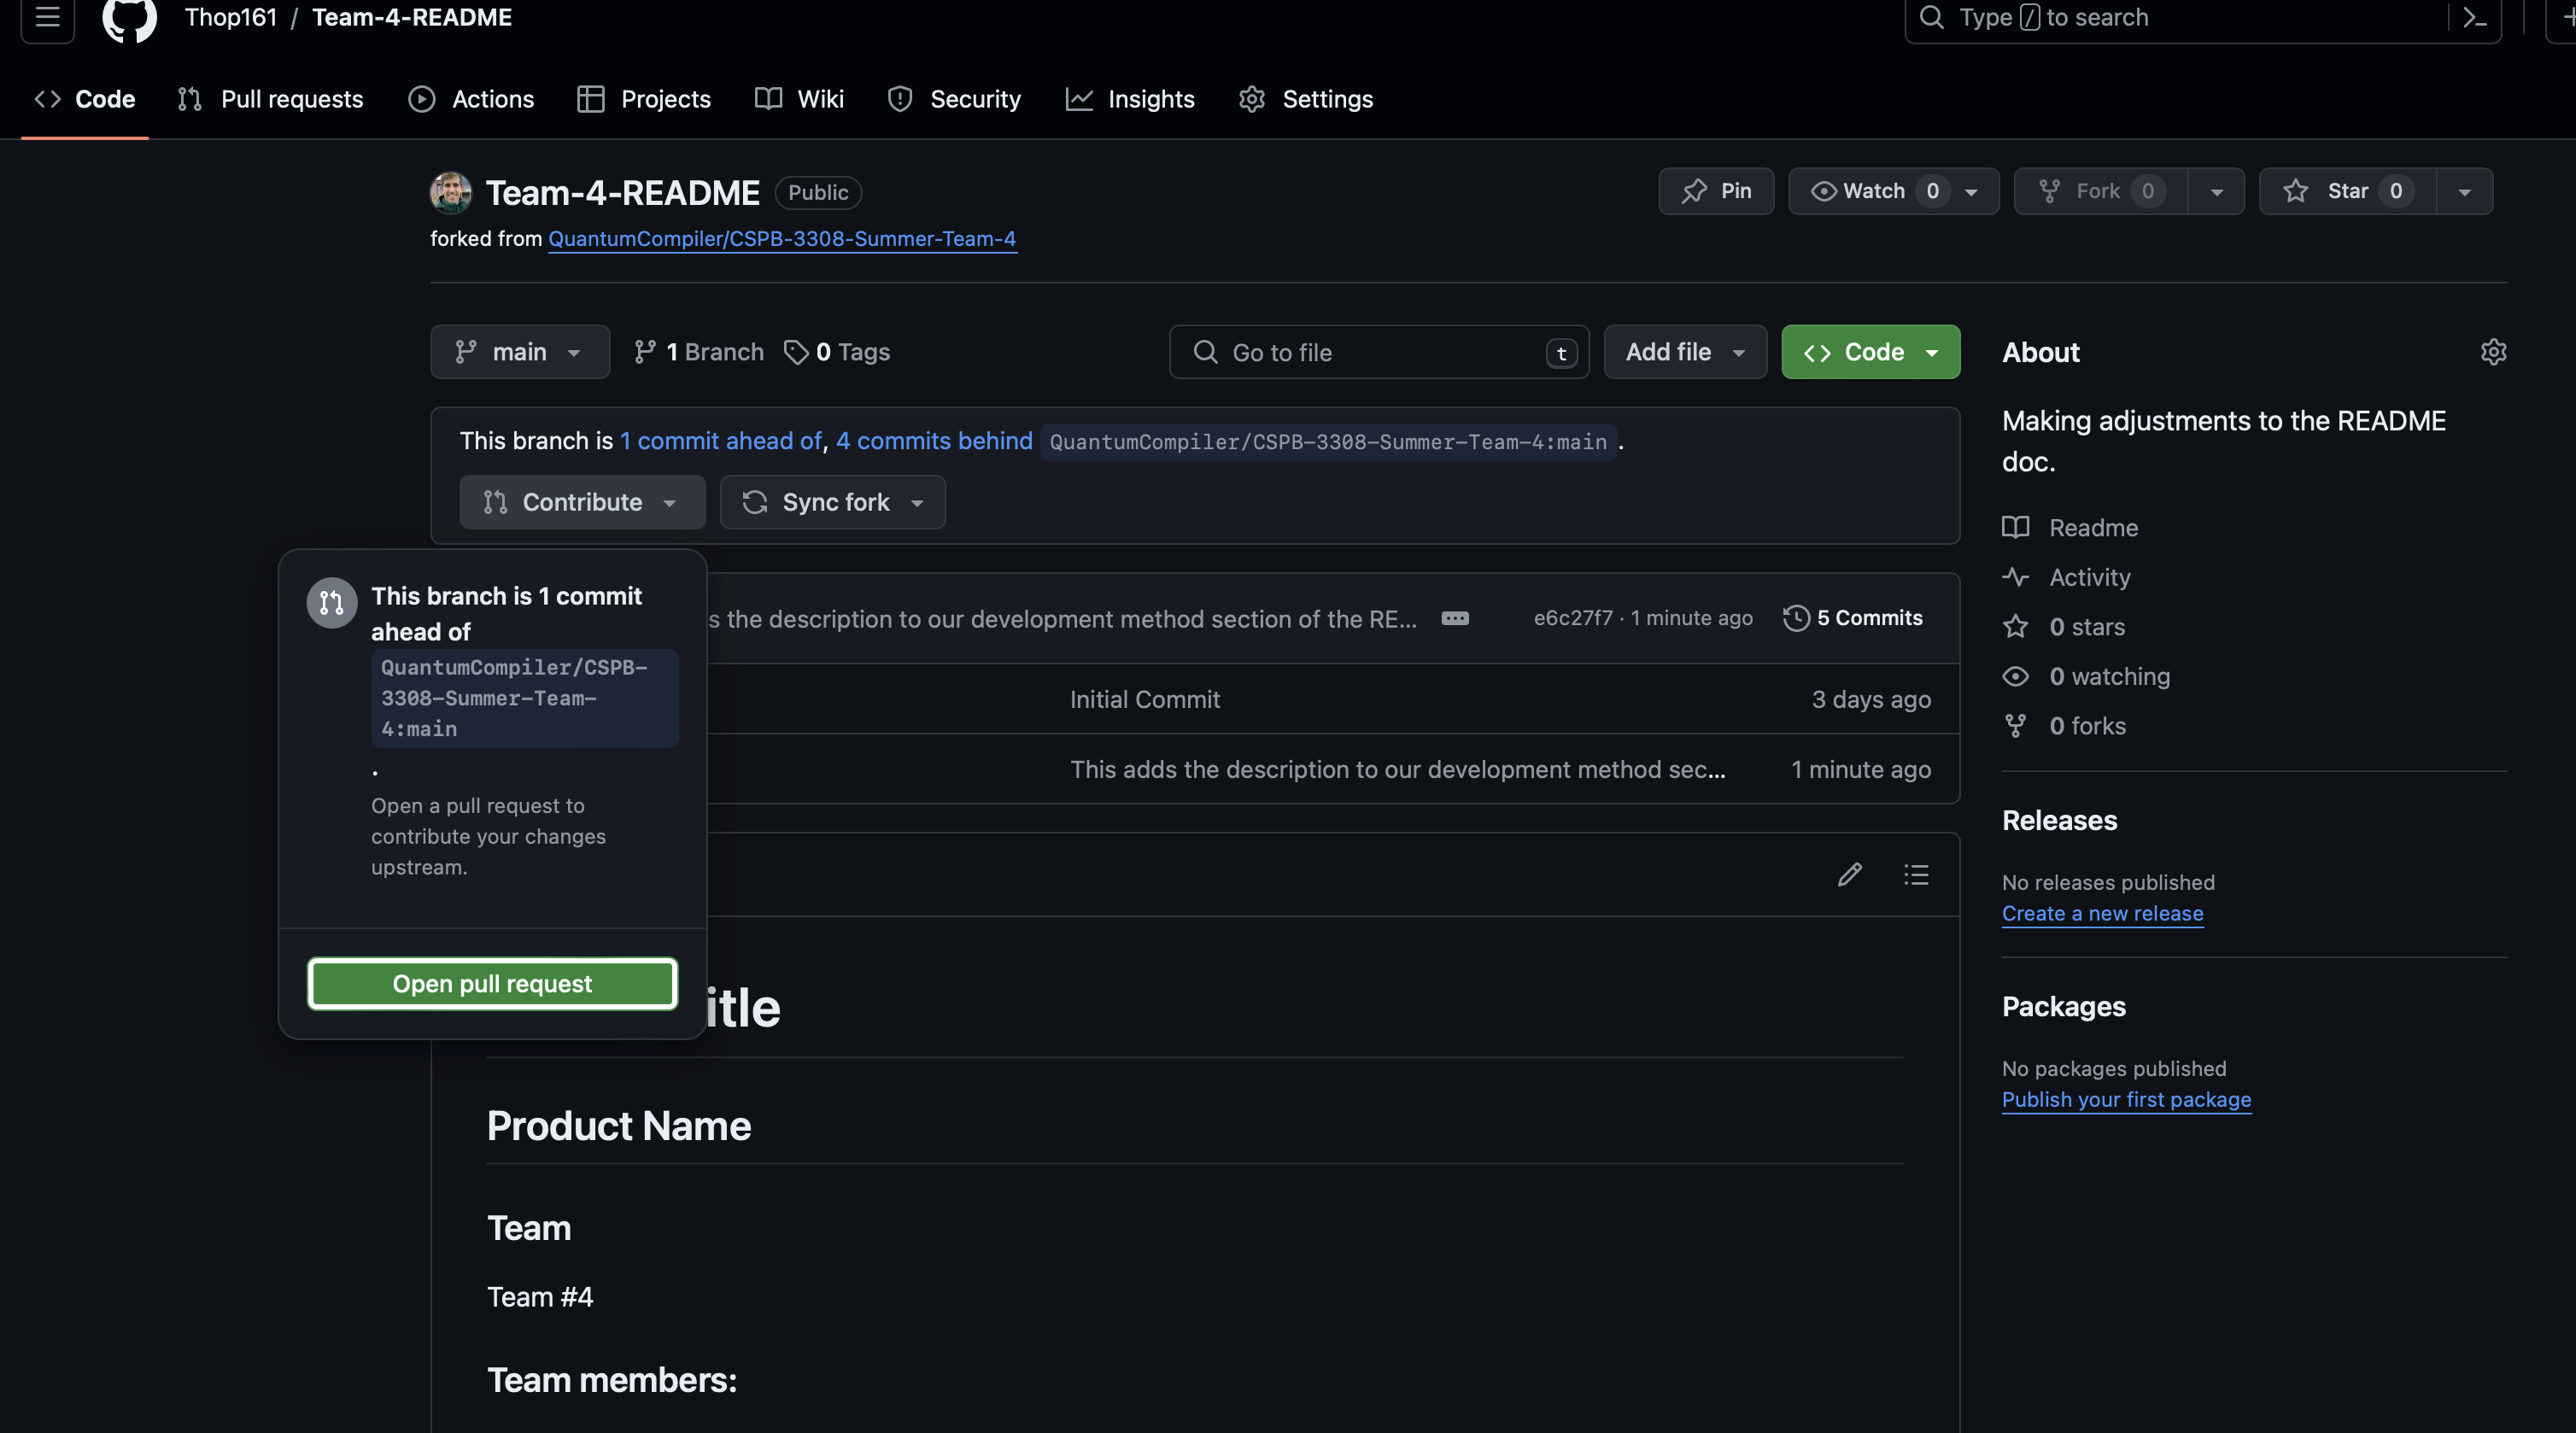 Thop161 / Team-4-README
Type / to search
Code
Pull requests
Actions
Projects
Wiki
Security
Insights
Settings
Team-4-README Public
Pin
Watch 0
Fork 0
Star 0
forked from QuantumCompiler/CSPB-3308-Summer-Team-4
main
1 Branch
0 Tags
Go to file t
Add file
Code
This branch is 1 commit ahead of, 4 commits behind QuantumCompiler/CSPB-3308-Summer-Team-4:main .
Contribute
Sync fork
This branch is 1 commit
ahead of
QuantumCompiler/CSPB-
3308-Summer-Team-
4:main
.
Open a pull request to
contribute your changes
upstream.
Open pull request
s the description to our development method section of the RE...
e6c27f7 · 1 minute ago
5 Commits
Initial Commit
3 days ago
This adds the description to our development method sec...
1 minute ago
itle
Product Name
Team
Team #4
Team members:
About
Making adjustments to the README
doc.
Readme
Activity
0 stars
0 watching
0 forks
Releases
No releases published
Create a new release
Packages
No packages published
Publish your first package